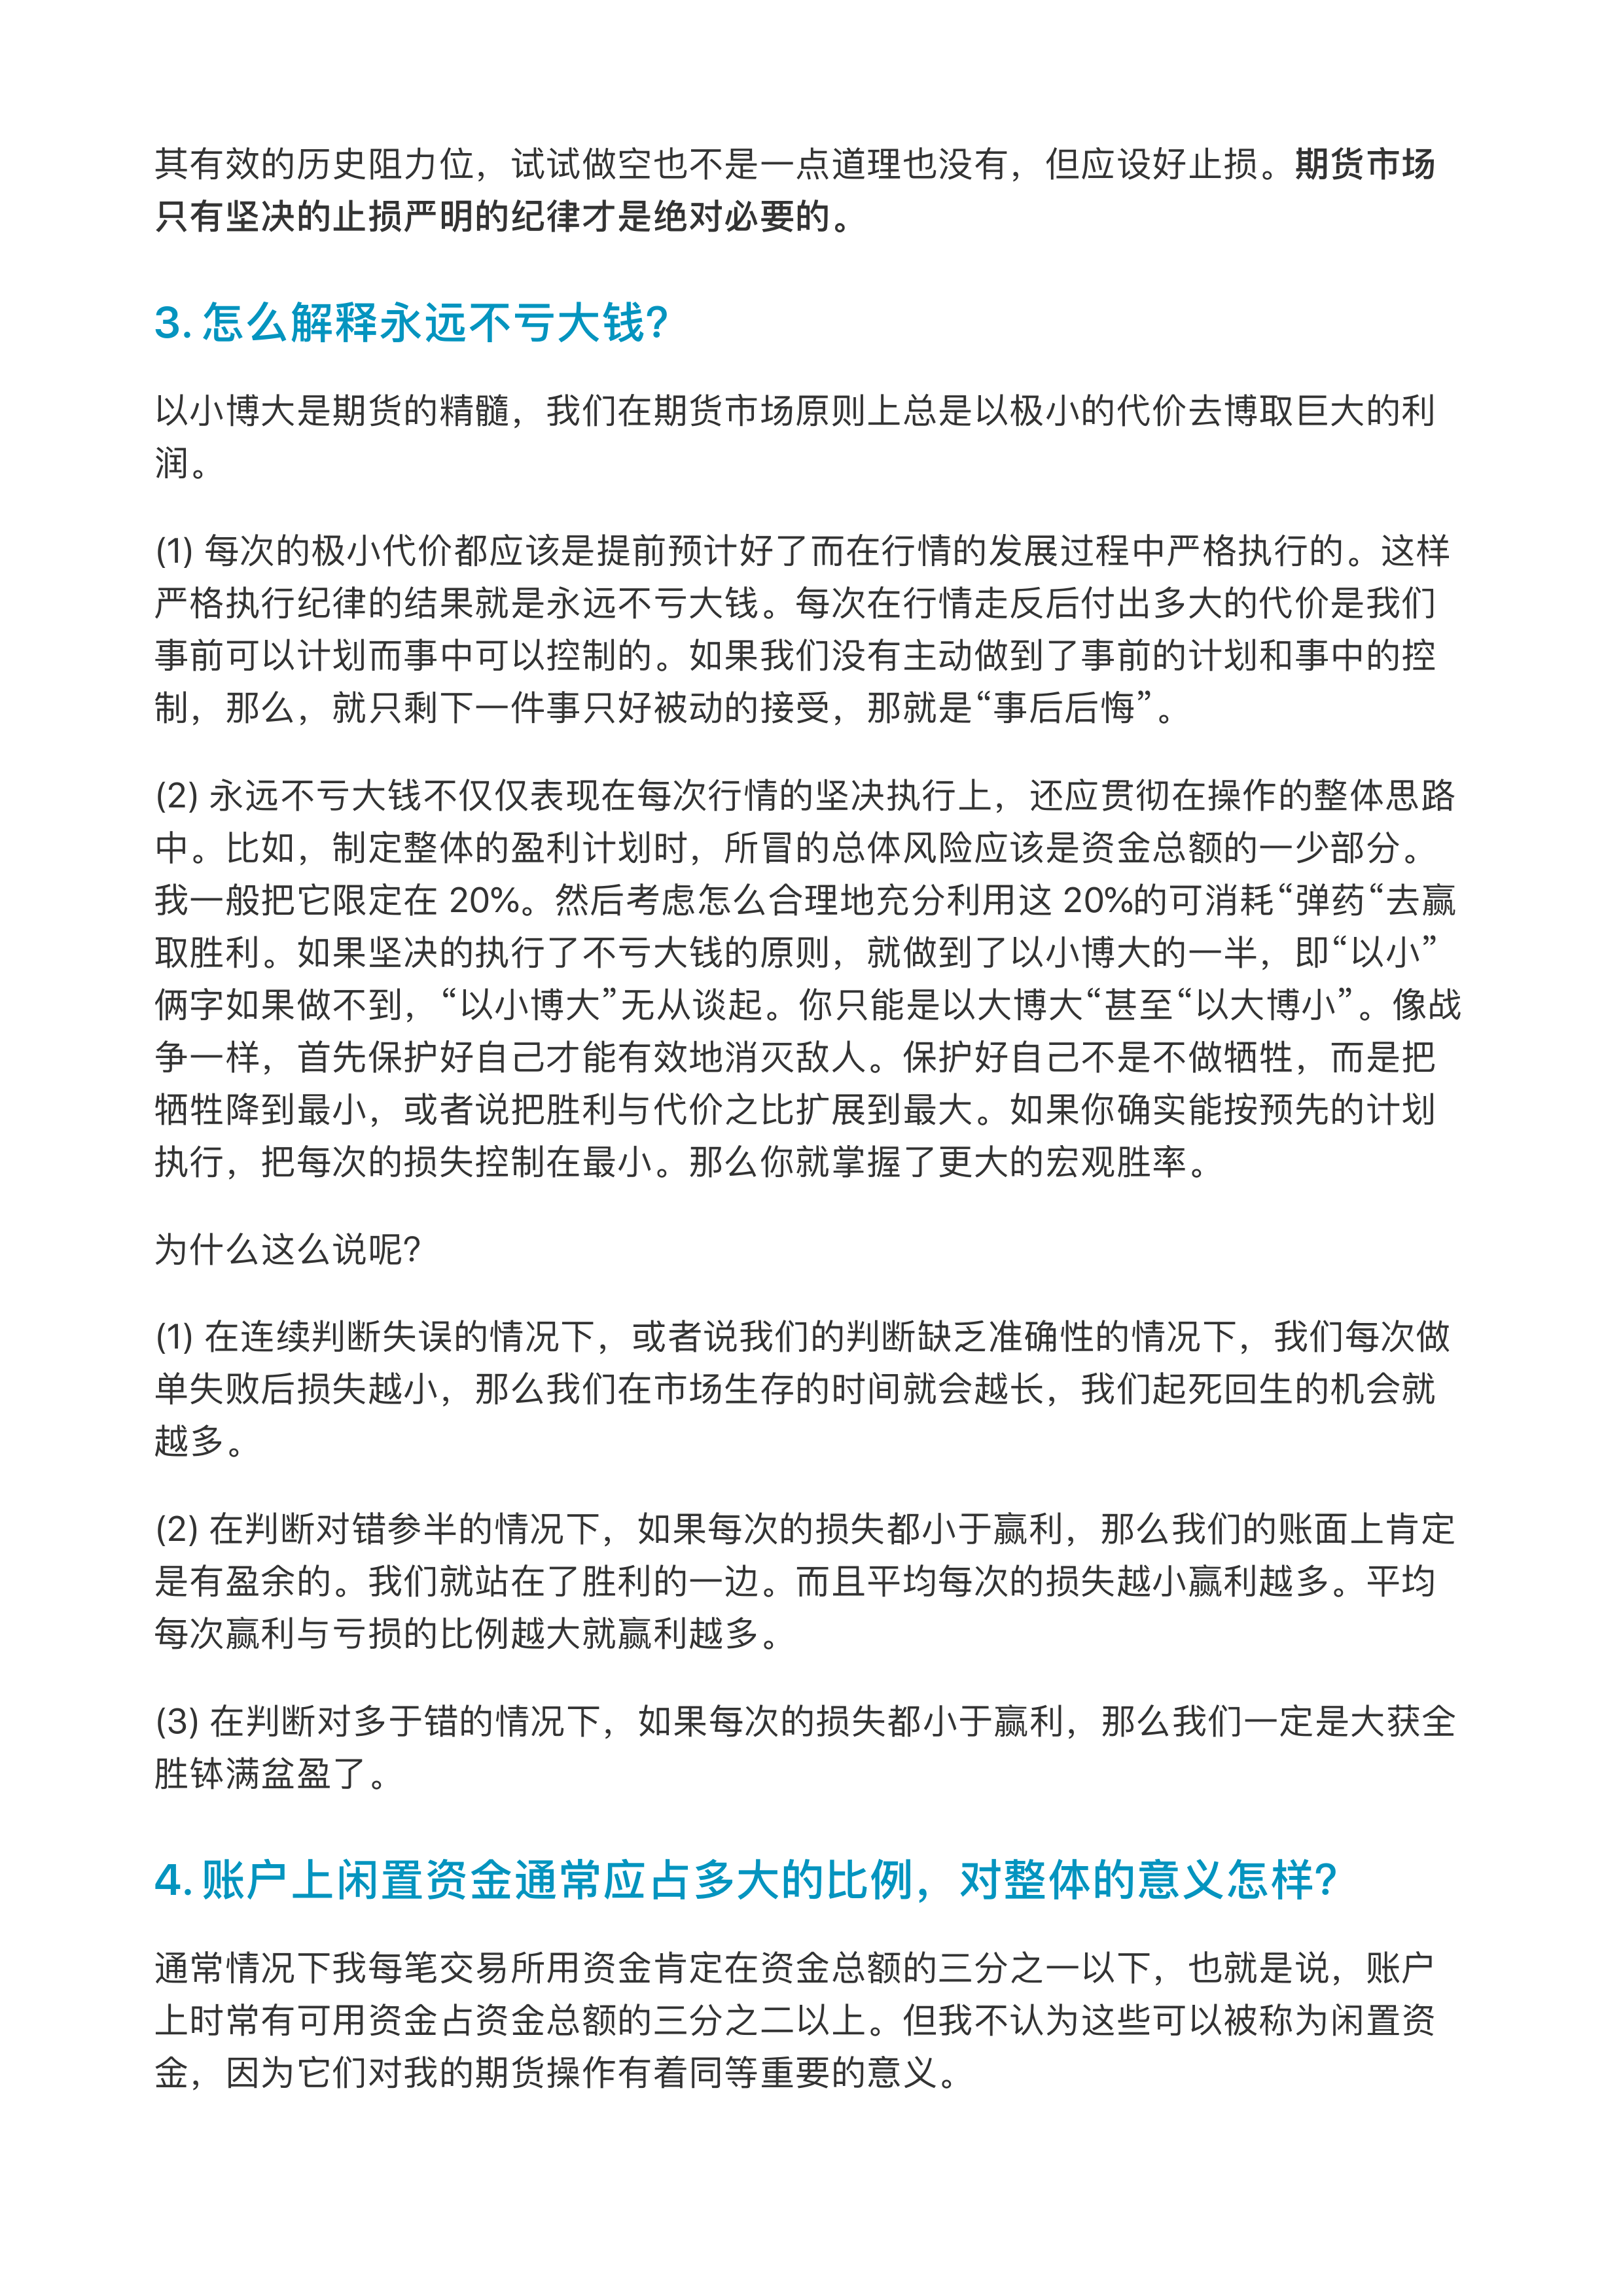 其有效的历史阻力位，试试做空也不是一点道理也没有，但应设好止损。期货市场
只有坚决的止损严明的纪律才是绝对必要的。
3. 怎么解释永远不亏大钱?
以小博大是期货的精髓，我们在期货市场原则上总是以极小的代价去博取巨大的利
润。
(1) 每次的极小代价都应该是提前预计好了而在行情的发展过程中严格执行的。这样
严格执行纪律的结果就是永远不亏大钱。每次在行情走反后付出多大的代价是我们
事前可以计划而事中可以控制的。如果我们没有主动做到了事前的计划和事中的控
制，那么，就只剩下一件事只好被动的接受，那就是“事后后悔”。
(2) 永远不亏大钱不仅仅表现在每次行情的坚决执行上，还应贯彻在操作的整体思路
中。比如，制定整体的盈利计划时，所冒的总体风险应该是资金总额的一少部分。
我一般把它限定在 20%。然后考虑怎么合理地充分利用这 20%的可消耗“弹药“去赢
取胜利。如果坚决的执行了不亏大钱的原则，就做到了以小博大的一半，即“以小”
俩字如果做不到，“以小博大”无从谈起。你只能是以大博大“甚至“以大博小”。像战
争一样，首先保护好自己才能有效地消灭敌人。保护好自己不是不做牺牲，而是把
牺牲降到最小，或者说把胜利与代价之比扩展到最大。如果你确实能按预先的计划
执行，把每次的损失控制在最小。那么你就掌握了更大的宏观胜率。
为什么这么说呢?
(1) 在连续判断失误的情况下，或者说我们的判断缺乏准确性的情况下，我们每次做
单失败后损失越小，那么我们在市场生存的时间就会越长，我们起死回生的机会就
越多。
(2) 在判断对错参半的情况下，如果每次的损失都小于赢利，那么我们的账面上肯定
是有盈余的。我们就站在了胜利的一边。而且平均每次的损失越小赢利越多。平均
每次赢利与亏损的比例越大就赢利越多。
(3) 在判断对多于错的情况下，如果每次的损失都小于赢利，那么我们一定是大获全
胜钵满盆盈了。
4. 账户上闲置资金通常应占多大的比例，对整体的意义怎样?
通常情况下我每笔交易所用资金肯定在资金总额的三分之一以下，也就是说，账户
上时常有可用资金占资金总额的三分之二以上。但我不认为这些可以被称为闲置资
金，因为它们对我的期货操作有着同等重要的意义。